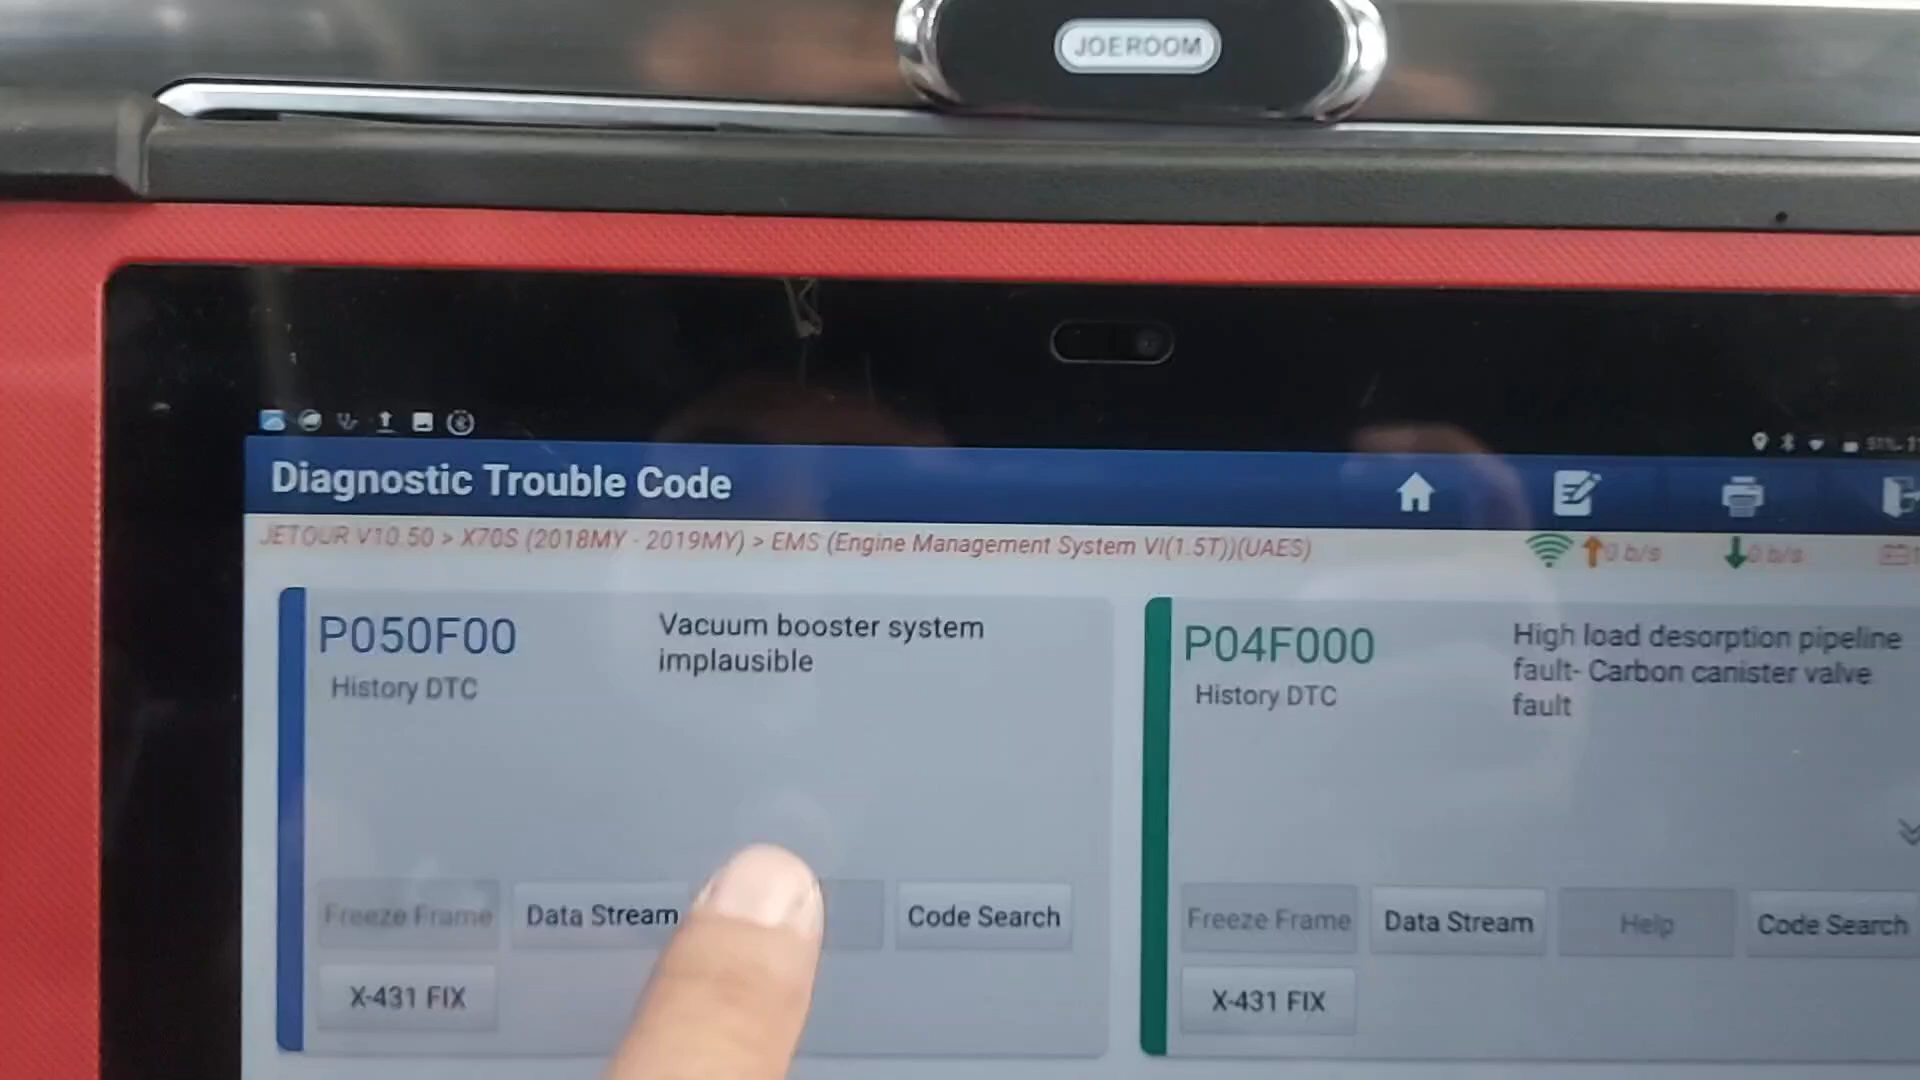 JOEROOM
Diagnostic Trouble Code
JETOUR V10.50 > X70S (2018MY - 2019MY) > EMS (Engine Management System VI(1.5T))(UAES)
0 b/s
0 b/s
P050F00
Vacuum booster system
implausible
History DTC
P04F000
High load desorption pipeline
fault- Carbon canister valve
fault
History DTC
Freeze Frame
Data Stream
Code Search
X-431 FIX
Freeze Frame
Data Stream
Help
Code Search
X-431 FIX